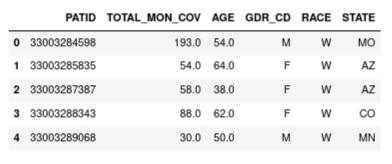 PATID TOTAL_MON_COV AGE GDR_CD RACE STATE
0 33003284598 193.0 54.0 M W MO
1 33003285835 54.0 64.0 F W AZ
2 33003287387 58.0 38.0 F W AZ
3 33003288343 88.0 62.0 F W CO
4 33003289068 30.0 50.0 M W MN